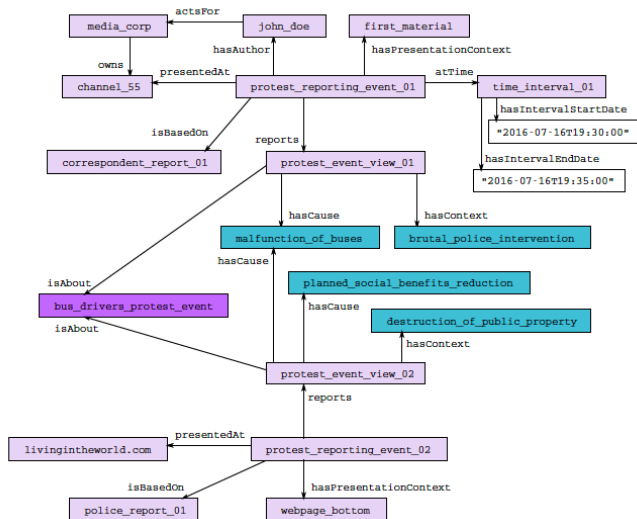 actsFor
media_corp
john_doe
first_material
owns
hasAuthor
hasPresentationContext
channel_55
presentedAt
protest_reporting_event_01
atTime
time_interval_01
hasIntervalStartDate
"2016-07-16T19:30:00"
isBasedOn
reports
hasIntervalEndDate
correspondent_report_01
protest_event_view_01
"2016-07-16T19:35:00"
hasCause
hasContext
malfunction_of_buses
brutal_police_intervention
hasCause
planned_social_benefits_reduction
isAbout
hasCause
bus_drivers_protest_event
destruction_of_public_property
isAbout
hasContext
protest_event_view_02
reports
presentedAt
livingintheworld.com
protest_reporting_event_02
isBasedOn
hasPresentationContext
police_report_01
webpage_bottom